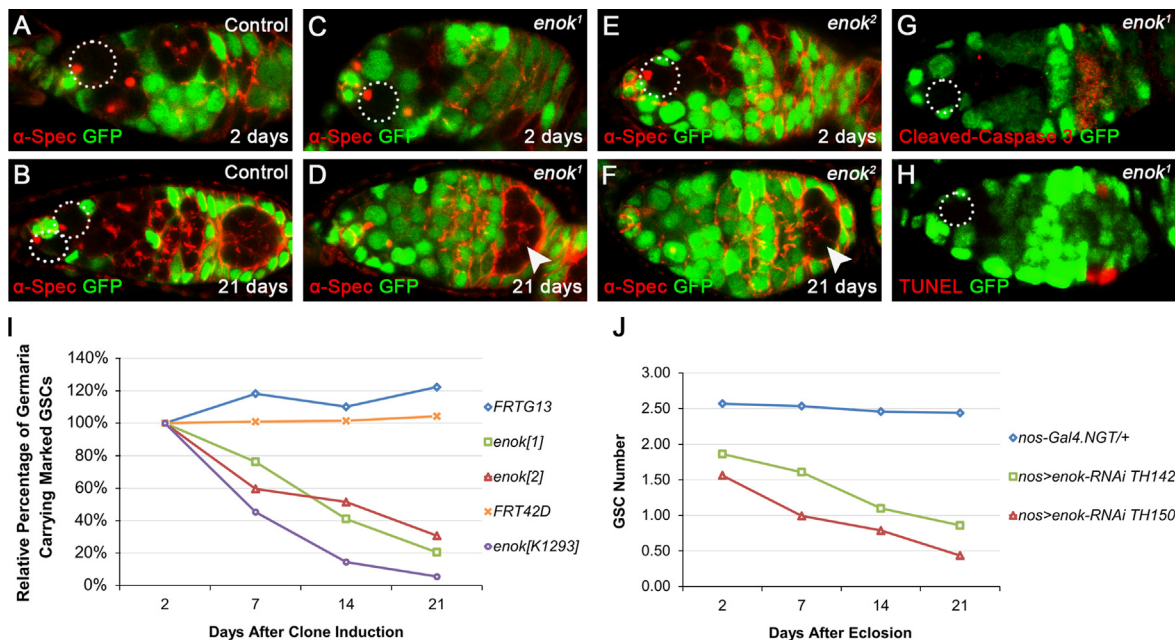 A
Control
α-Spec GFP
2 days
C
enok¹
α-Spec GFP
2 days
E
enok²
α-Spec GFP
2 days
G
enok¹
Cleaved-Caspase 3 GFP
B
Control
α-Spec GFP
21 days
D
enok¹
α-Spec GFP
21 days
F
enok²
α-Spec GFP
21 days
H
enok¹
TUNEL GFP
I
Relative Percentage of Germaria
Carrying Marked GSCs
140%
120%
100%
80%
60%
40%
20%
0%
2 7 14 21
Days After Clone Induction
FRTG13
enok[1]
enok[2]
FRT42D
enok[K1293]
J
GSC Number
3.00
2.50
2.00
1.50
1.00
0.50
0.00
2 7 14 21
Days After Eclosion
nos-Gal4.NGT/+
nos>enok-RNAi TH142
nos>enok-RNAi TH150